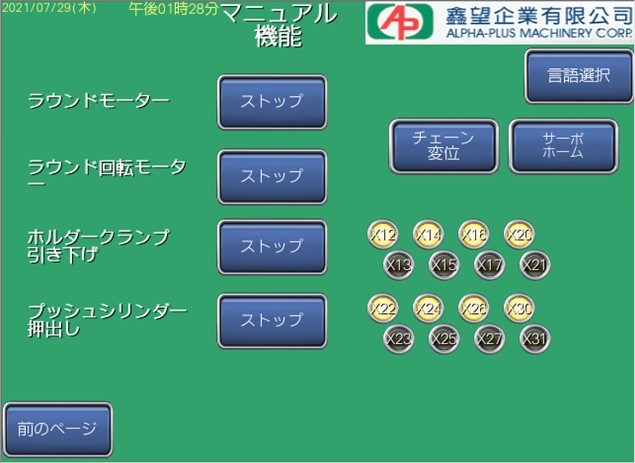 2021/07/29(木) 午後01時28分
マニュアル
機能
AP
鑫望企業有限公司
ALPHA-PLUS MACHINERY CORP.
言語選択
ラウンドモーター
ストップ
チェーン
変位
サーボ
ホーム
ラウンド回転モータ
ー
ストップ
ホルダークランプ
引き下げ
ストップ
X12 X14 X16 X20
X13 X15 X17 X21
プッシュシリンダー
押出し
ストップ
X22 X24 X26 X30
X23 X25 X27 X31
前のページ